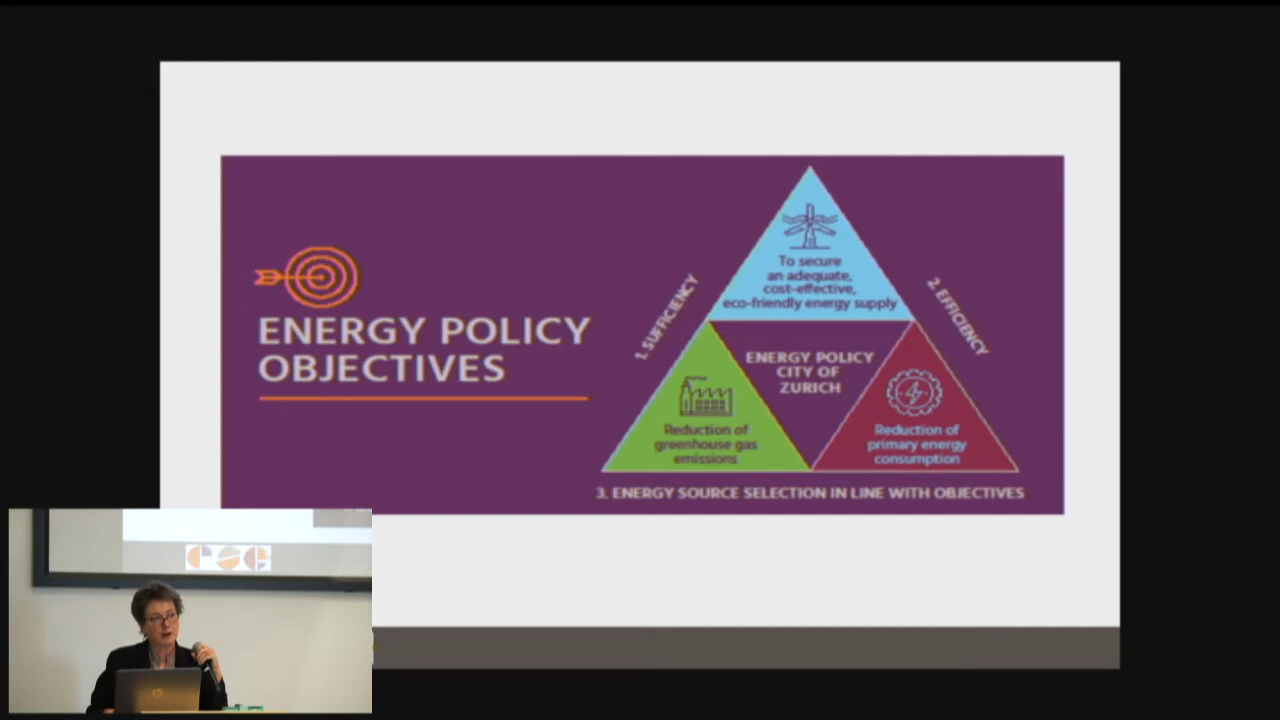 ENERGY POLICY
OBJECTIVES
1. SUFFICIENCY
2. EFFICIENCY
To secure
an adequate,
cost-effective,
eco-friendly energy supply
ENERGY POLICY
CITY OF
ZURICH
Reduction of
greenhouse gas
emissions
Reduction of
primary energy
consumption
3. ENERGY SOURCE SELECTION IN LINE WITH OBJECTIVES
hp